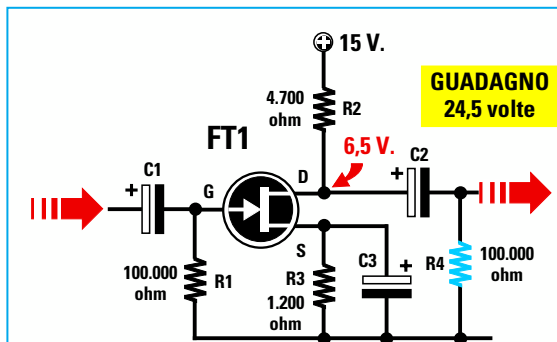 15 V.
GUADAGNO
24,5 volte
4.700
ohm
R2
FT1
6,5 V.
C1
C2
+
+
G
D
S
100.000
ohm
R1
R3
1.200
ohm
C3
+
R4
100.000
ohm